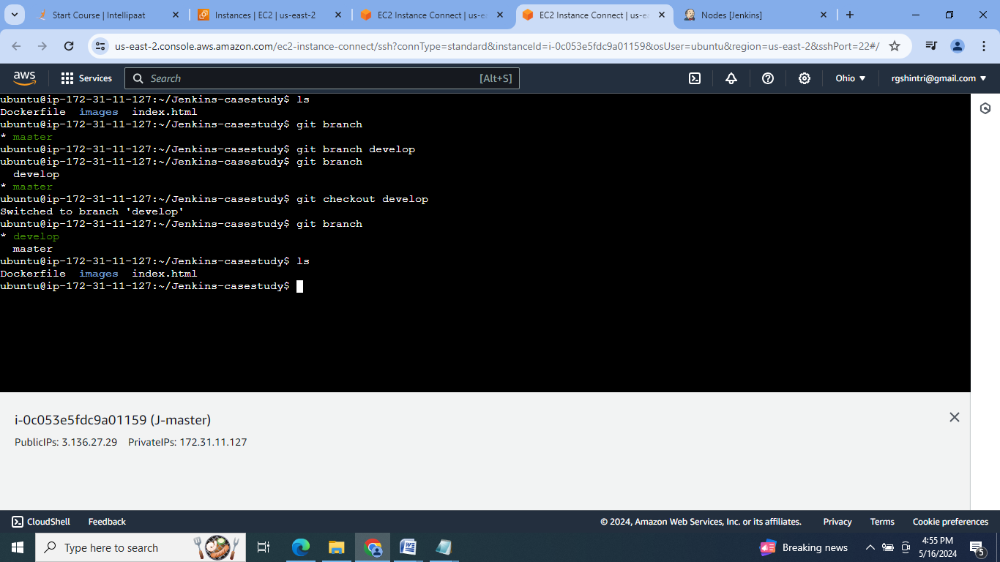 Start Course | Intellipaat
Instances | EC2 | us-east-2
EC2 Instance Connect | us-ea
EC2 Instance Connect | us-ea
Nodes [Jenkins]
us-east-2.console.aws.amazon.com/ec2-instance-connect/ssh?connType=standard&instanceId=i-0c053e5fdc9a01159&osUser=ubuntu&region=us-east-2&sshPort=22#/
aws Services Search [Alt+S] Ohio rgshintri@gmail.com
ubuntu@ip-172-31-11-127:~/Jenkins-casestudy$ ls
Dockerfile images index.html
ubuntu@ip-172-31-11-127:~/Jenkins-casestudy$ git branch
* master
ubuntu@ip-172-31-11-127:~/Jenkins-casestudy$ git branch develop
ubuntu@ip-172-31-11-127:~/Jenkins-casestudy$ git branch
develop
* master
ubuntu@ip-172-31-11-127:~/Jenkins-casestudy$ git checkout develop
Switched to branch 'develop'
ubuntu@ip-172-31-11-127:~/Jenkins-casestudy$ git branch
* develop
master
ubuntu@ip-172-31-11-127:~/Jenkins-casestudy$ ls
Dockerfile images index.html
ubuntu@ip-172-31-11-127:~/Jenkins-casestudy$
i-0c053e5fdc9a01159 (J-master)
PublicIPs: 3.136.27.29 PrivateIPs: 172.31.11.127
CloudShell Feedback © 2024, Amazon Web Services, Inc. or its affiliates. Privacy Terms Cookie preferences
Type here to search
Breaking news
4:55 PM
5/16/2024
5